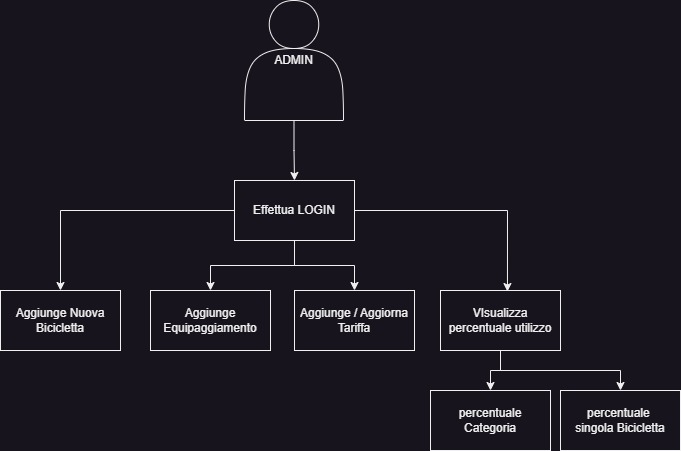 ADMIN
Effettua LOGIN
Aggiunge Nuova
Bicicletta
Aggiunge
Equipaggiamento
Aggiunge / Aggiorna
Tariffa
VIsualizza
percentuale utilizzo
percentuale
Categoria
percentuale
singola Bicicletta